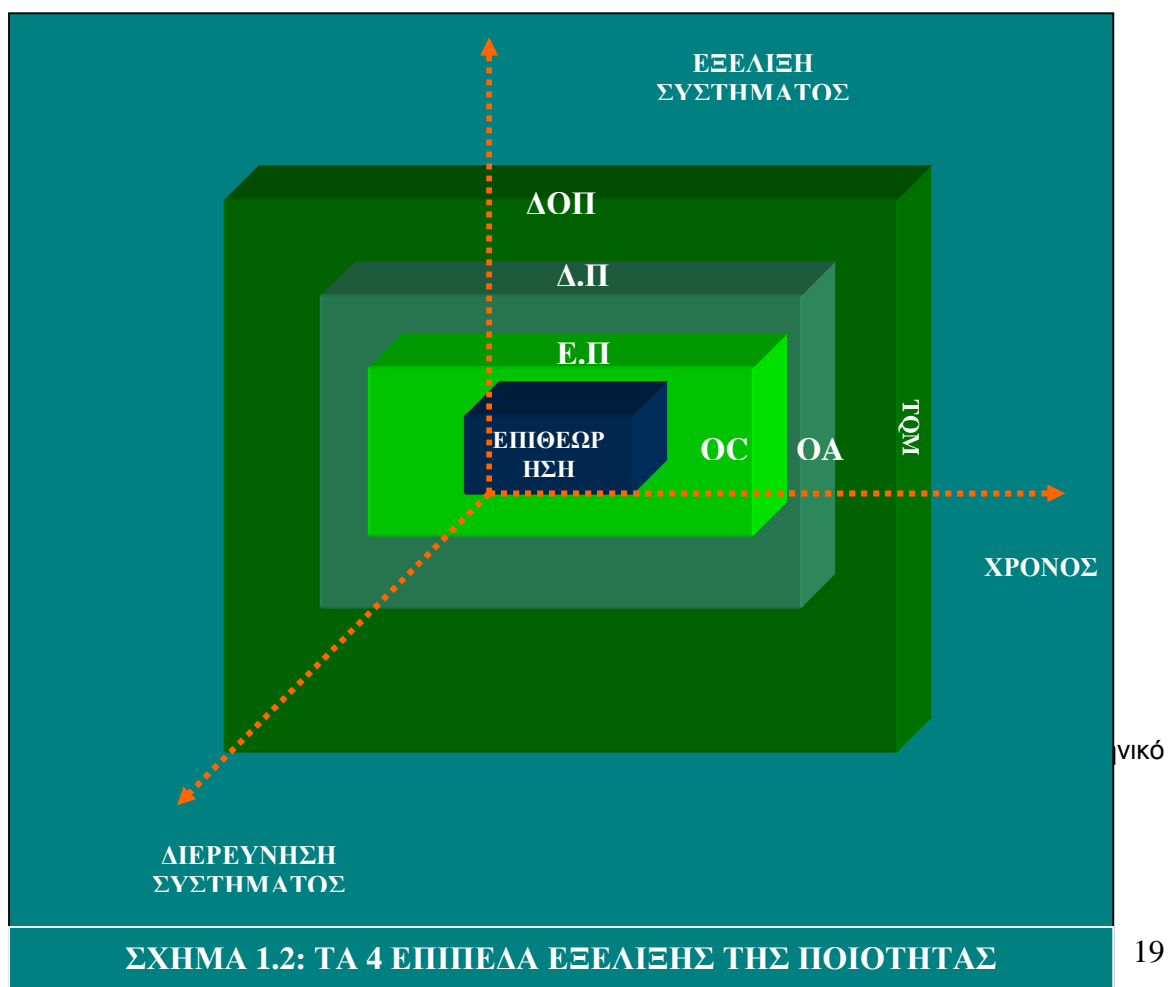 ΕΞΕΛΙΞΗ
ΣΥΣΤΗΜΑΤΟΣ
ΔΟΠ
Δ.Π
Ε.Π
ΕΠΙΘΕΩΡ
ΗΣΗ
OC
OA
TQM
ΧΡΟΝΟΣ
ηνικό
ΔΙΕΡΕΥΝΗΣΗ
ΣΥΣΤΗΜΑΤΟΣ
ΣΧΗΜΑ 1.2: ΤΑ 4 ΕΠΙΠΕΔΑ ΕΞΕΛΙΞΗΣ ΤΗΣ ΠΟΙΟΤΗΤΑΣ
19